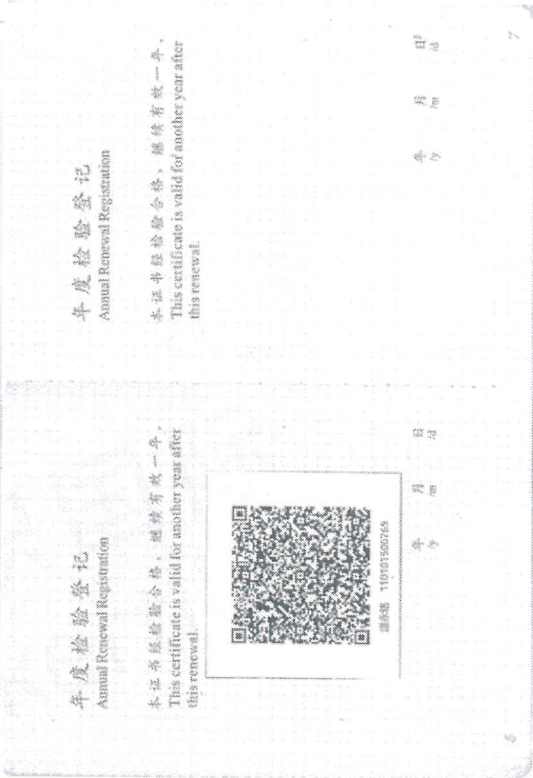 年度检验登记
Annual Renewal Registration
本证书经检验合格，继续有效一年。
This certificate is valid for another year after
this renewal.
110101500769
年 月 日
/y /m /d
年度检验登记
Annual Renewal Registration
本证书经检验合格，继续有效一年。
This certificate is valid for another year after
this renewal.
年 月 日
/y /m /d
7